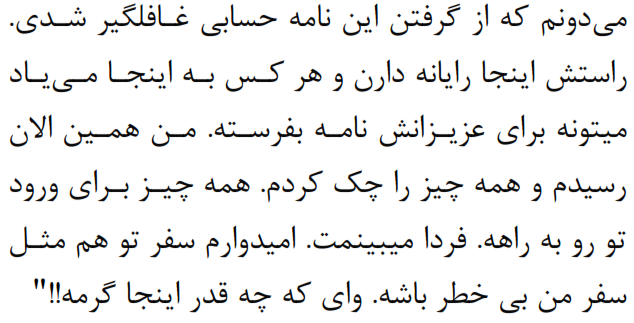 می‌دونم که از گرفتن این نامه حسابی غافلگیر شدی.
راستش اینجا رایانه دارن و هر کس به اینجا می‌یاد
میتونه برای عزیزانش نامه بفرسته. من همین الان
رسیدم و همه چیز را چک کردم. همه چیز برای ورود
تو رو به راهه. فردا میبینمت. امیدوارم سفر تو هم مثل
سفر من بی خطر باشه. وای که چه قدر اینجا گرمه!!"